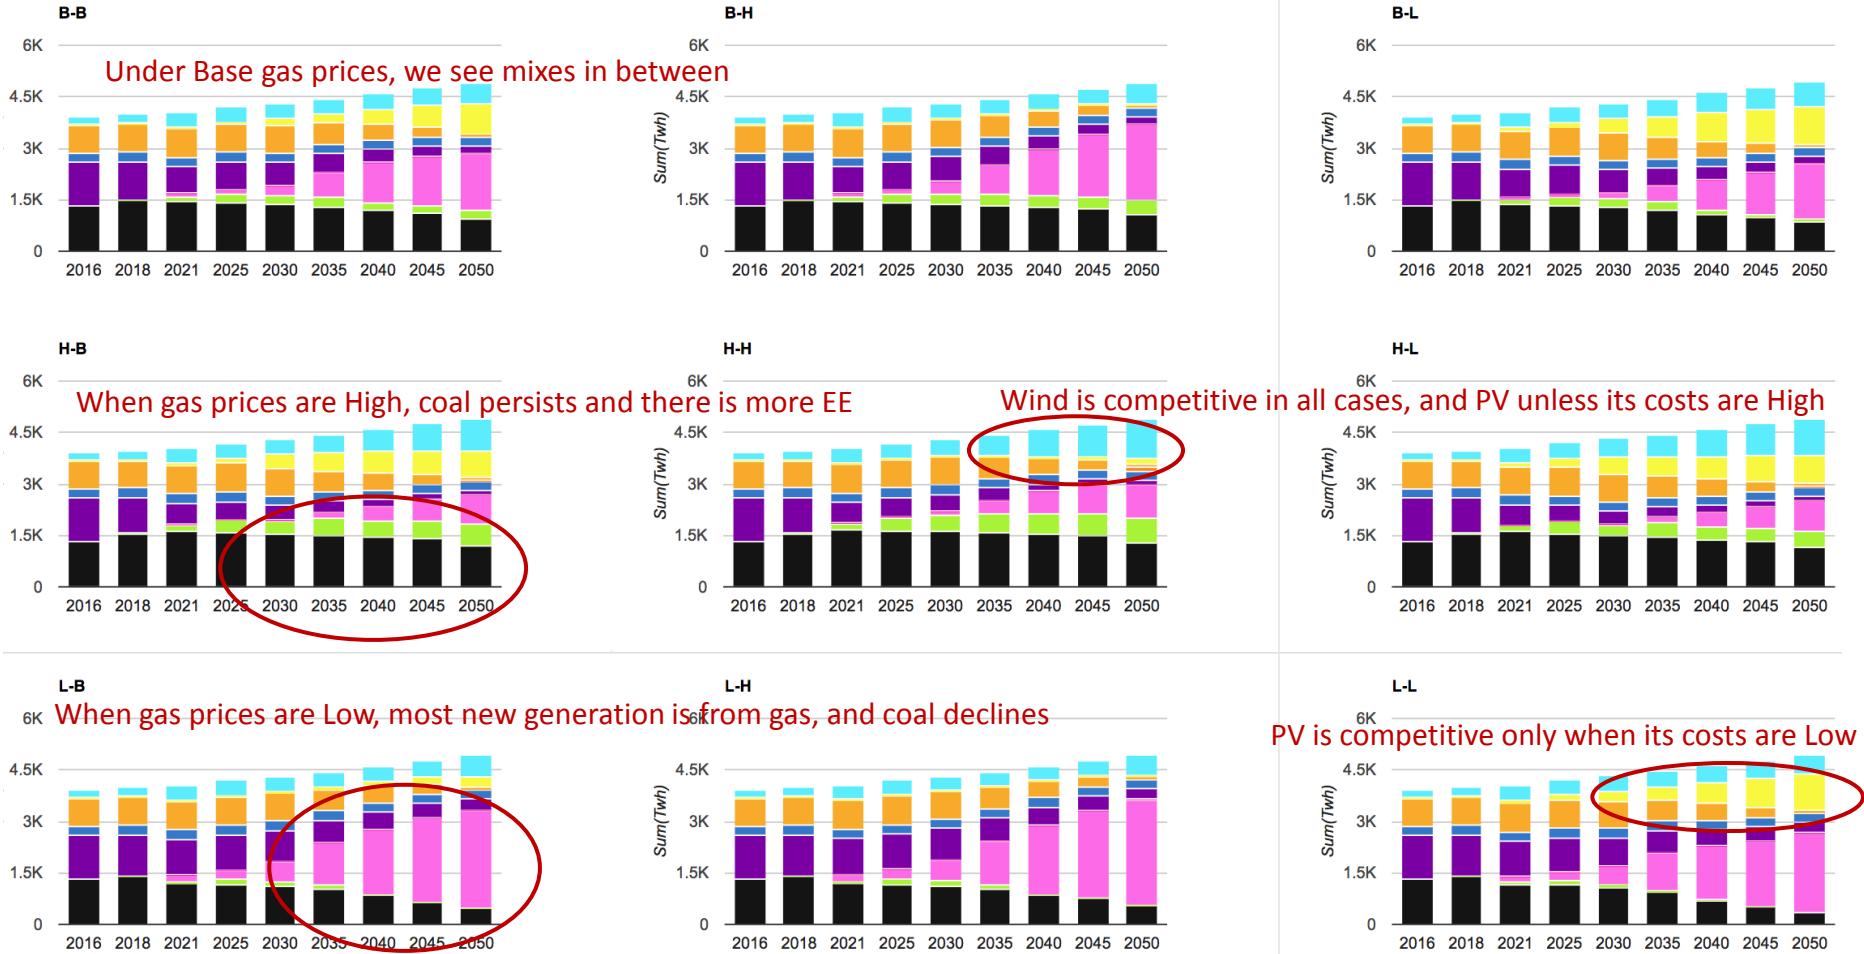 B-B
B-H
B-L
6K
6K
6K
Under Base gas prices, we see mixes in between
4.5K
4.5K
4.5K
3K
Sum(Twh)
3K
Sum(Twh)
3K
1.5K
1.5K
1.5K
0
0
0
2016 2018 2021 2025 2030 2035 2040 2045 2050
2016 2018 2021 2025 2030 2035 2040 2045 2050
2016 2018 2021 2025 2030 2035 2040 2045 2050
H-B
H-H
H-L
6K
6K
6K
When gas prices are High, coal persists and there is more EE
Wind is competitive in all cases, and PV unless its costs are High
4.5K
4.5K
4.5K
3K
Sum(Twh)
3K
Sum(Twh)
3K
1.5K
1.5K
1.5K
0
0
0
2016 2018 2021 2025 2030 2035 2040 2045 2050
2016 2018 2021 2025 2030 2035 2040 2045 2050
2016 2018 2021 2025 2030 2035 2040 2045 2050
L-B
L-H
L-L
6K
6K
6K
When gas prices are Low, most new generation is from gas, and coal declines
PV is competitive only when its costs are Low
4.5K
4.5K
4.5K
3K
Sum(Twh)
3K
Sum(Twh)
3K
1.5K
1.5K
1.5K
0
0
0
2016 2018 2021 2025 2030 2035 2040 2045 2050
2016 2018 2021 2025 2030 2035 2040 2045 2050
2016 2018 2021 2025 2030 2035 2040 2045 2050